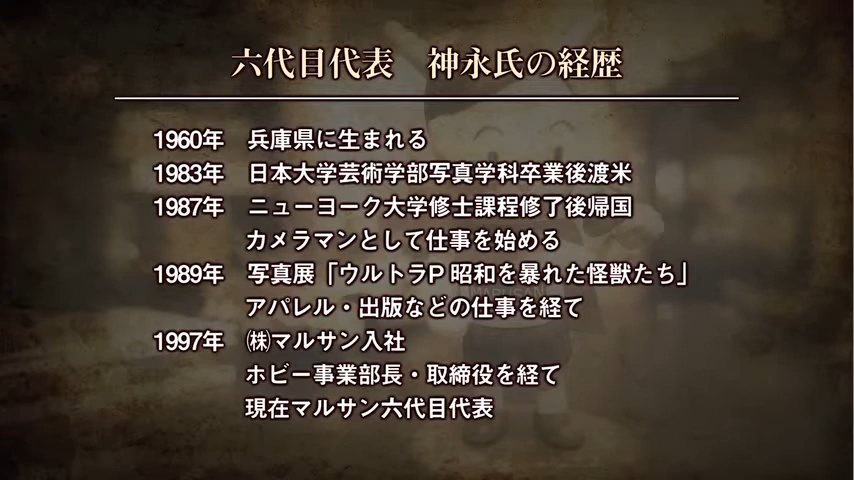 六代目代表　神永氏の経歴
1960年　兵庫県に生まれる
1983年　日本大学芸術学部写真学科卒業後渡米
1987年　ニューヨーク大学修士課程修了後帰国
カメラマンとして仕事を始める
1989年　写真展「ウルトラP 昭和を暴れた怪獣たち」
アパレル・出版などの仕事を経て
1997年　㈱マルサン入社
ホビー事業部長・取締役を経て
現在マルサン六代目代表
MARUSAN